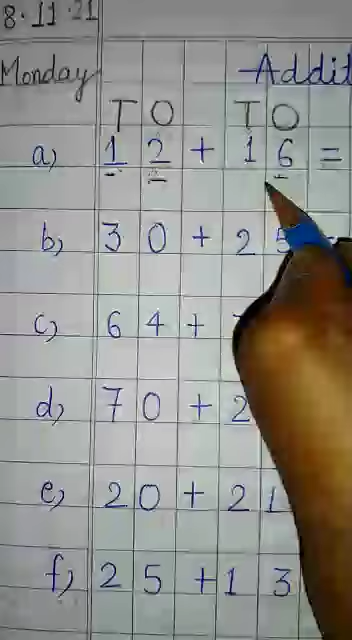 8.11.21
Monday Addit
T O T O
a) 1 2 + 1 6 =
b) 3 0 + 2 5
c) 6 4 +
d) 7 0 + 2
e) 2 0 + 2 1
f) 2 5 + 1 3